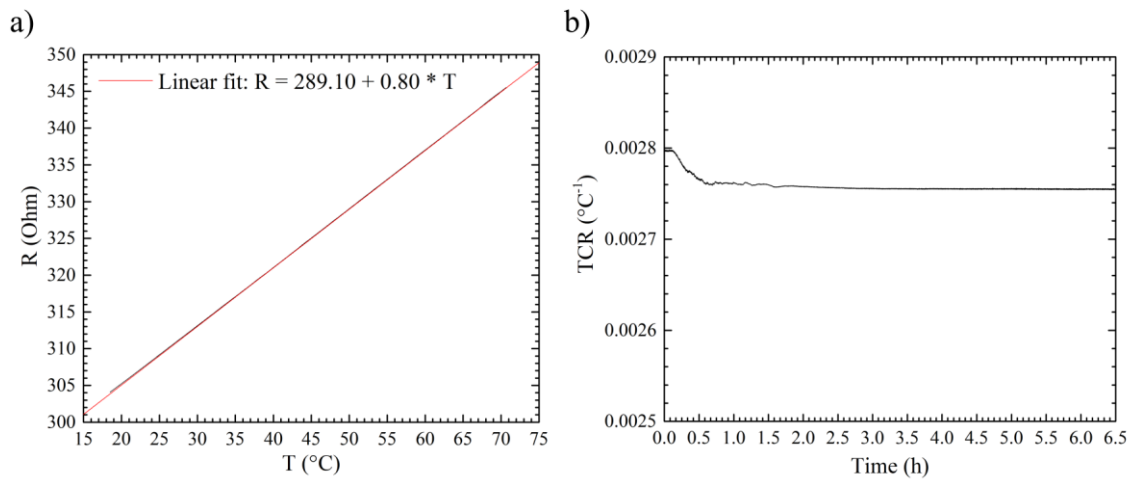 a)
350
345
340
335
330
325
320
315
310
305
300
R (Ohm)
Linear fit: R = 289.10 + 0.80 * T
15 20 25 30 35 40 45 50 55 60 65 70 75
T (°C)
b)
0.0029
0.0028
0.0027
0.0026
0.0025
TCR (°C⁻¹)
0.0 0.5 1.0 1.5 2.0 2.5 3.0 3.5 4.0 4.5 5.0 5.5 6.0 6.5
Time (h)